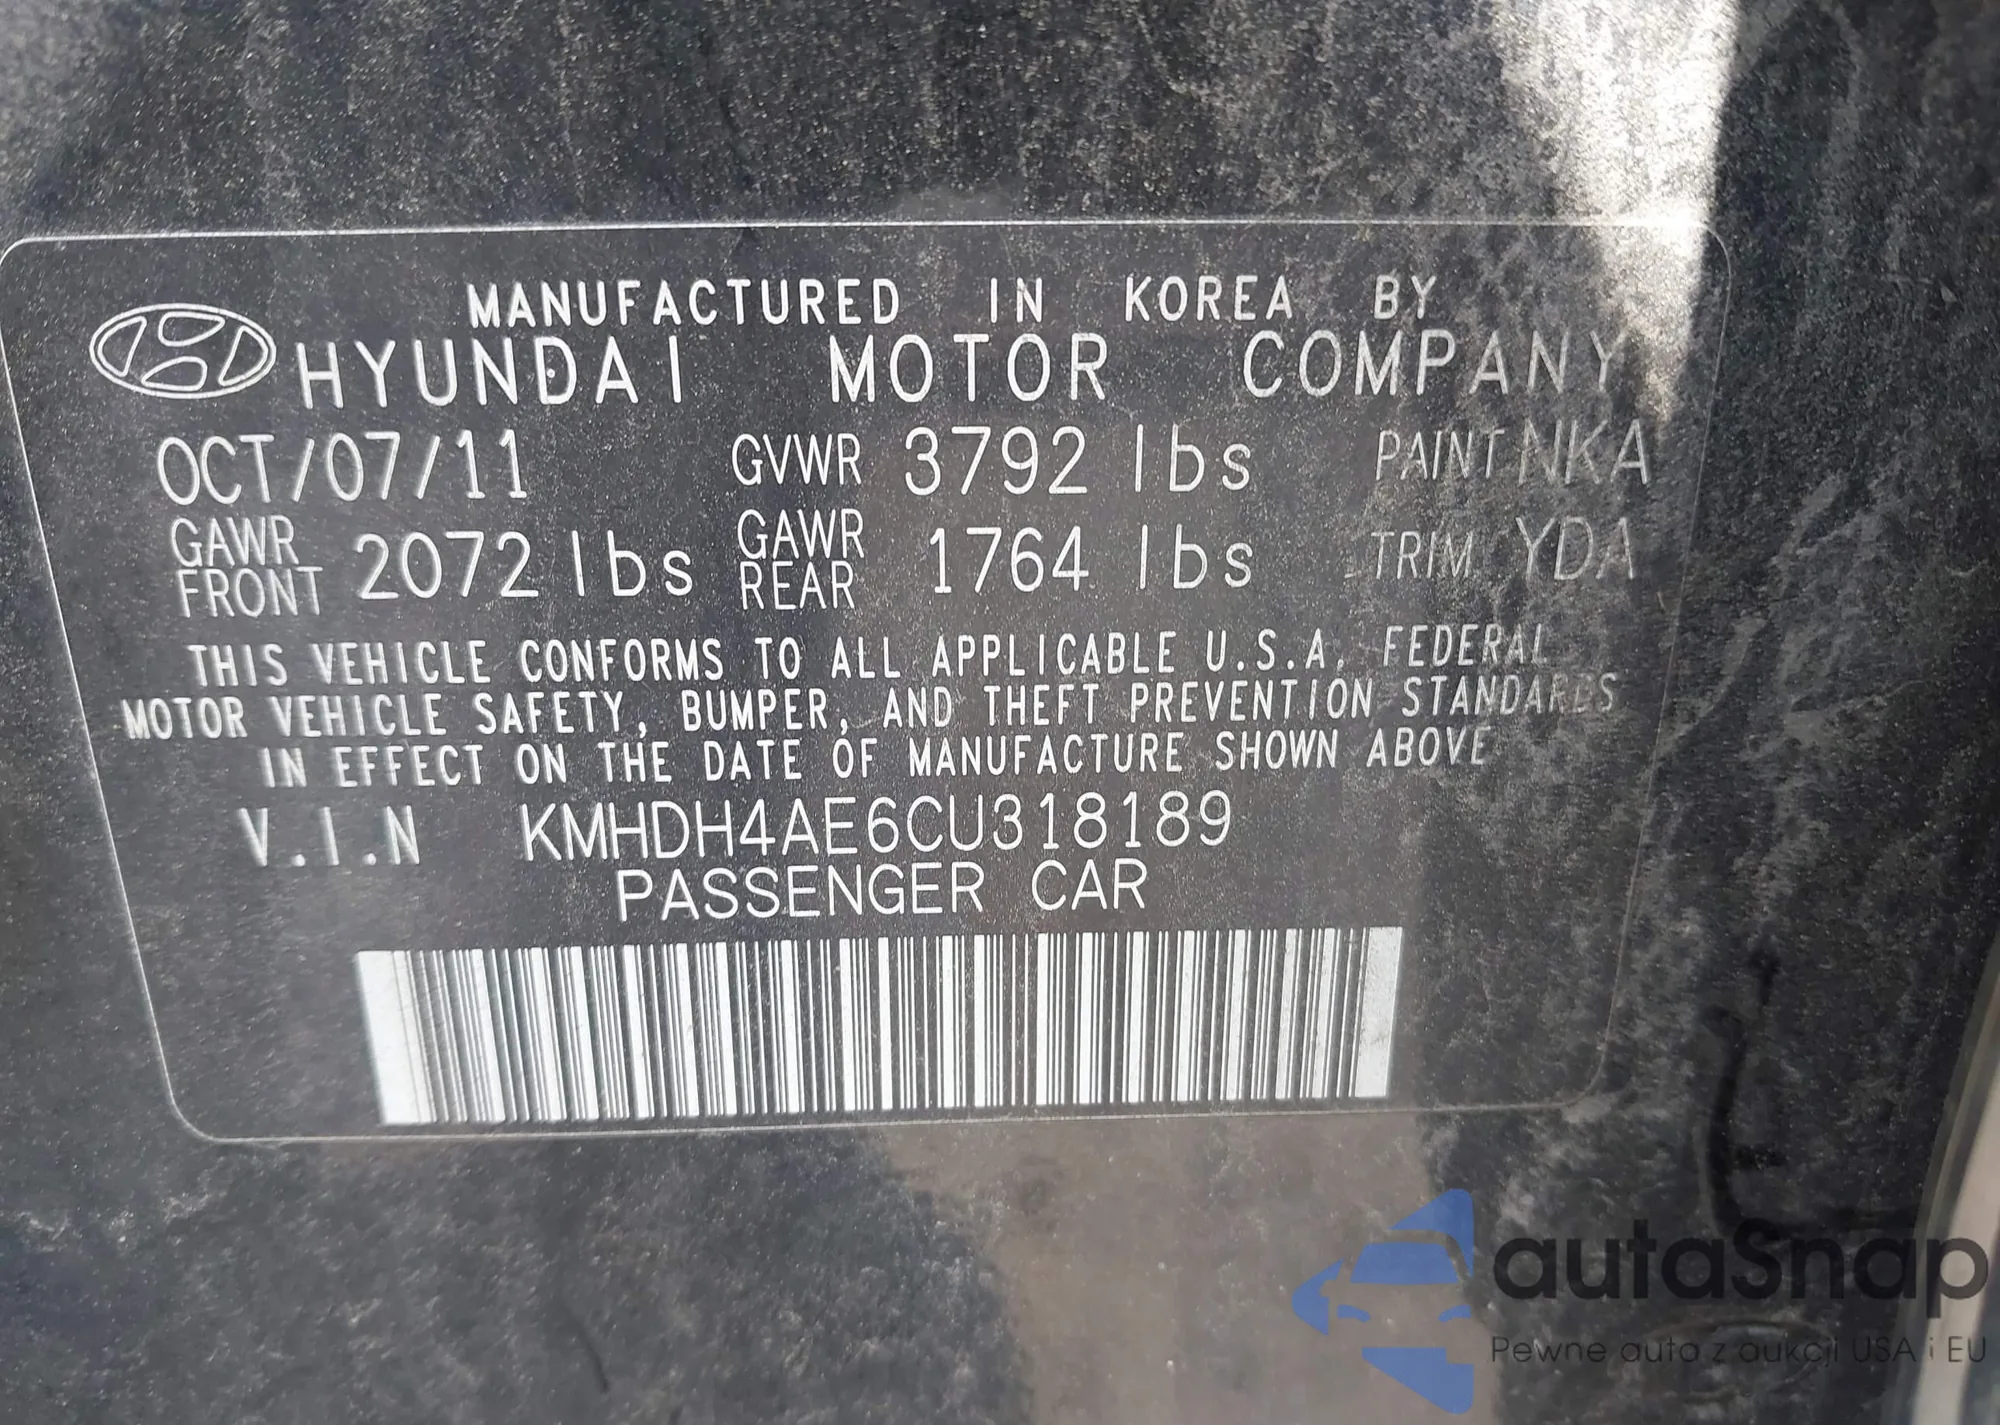 MANUFACTURED IN KOREA BY
HYUNDAI MOTOR COMPANY
OCT/07/11 GVWR 3792 lbs PAINT NKA
GAWR FRONT 2072 lbs GAWR REAR 1764 lbs TRIM YDA
THIS VEHICLE CONFORMS TO ALL APPLICABLE U.S.A. FEDERAL
MOTOR VEHICLE SAFETY, BUMPER, AND THEFT PREVENTION STANDARDS
IN EFFECT ON THE DATE OF MANUFACTURE SHOWN ABOVE
V.I.N KMHDH4AE6CU318189
PASSENGER CAR
autaSnap
Pewne auta z aukcji USA i EU